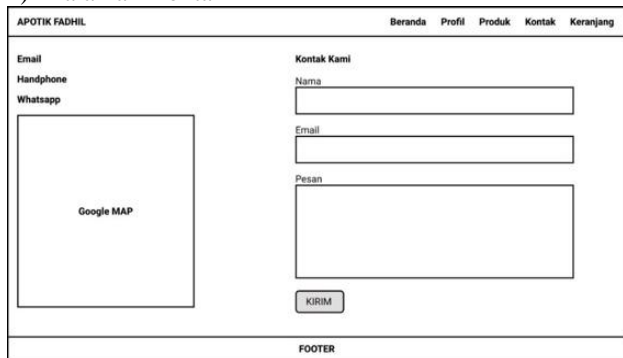 APOTIK FADHIL Beranda Profil Produk Kontak Keranjang
Email
Handphone
Whatsapp
Google MAP
Kontak Kami
Nama
Email
Pesan
KIRIM
FOOTER